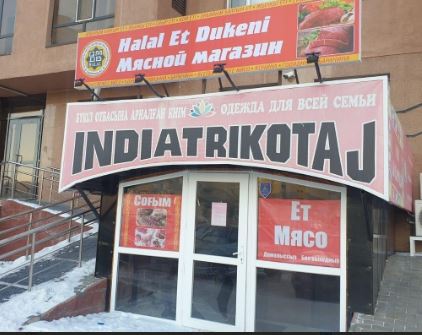 Halal Et Dukeni
Мясной магазин
БҮКІЛ ОТБАСЫНА АРНАЛҒАН КИІМ ОДЕЖДА ДЛЯ ВСЕЙ СЕМЬИ
INDIATRIKOTAJ
Соғым
Ет
Мясо